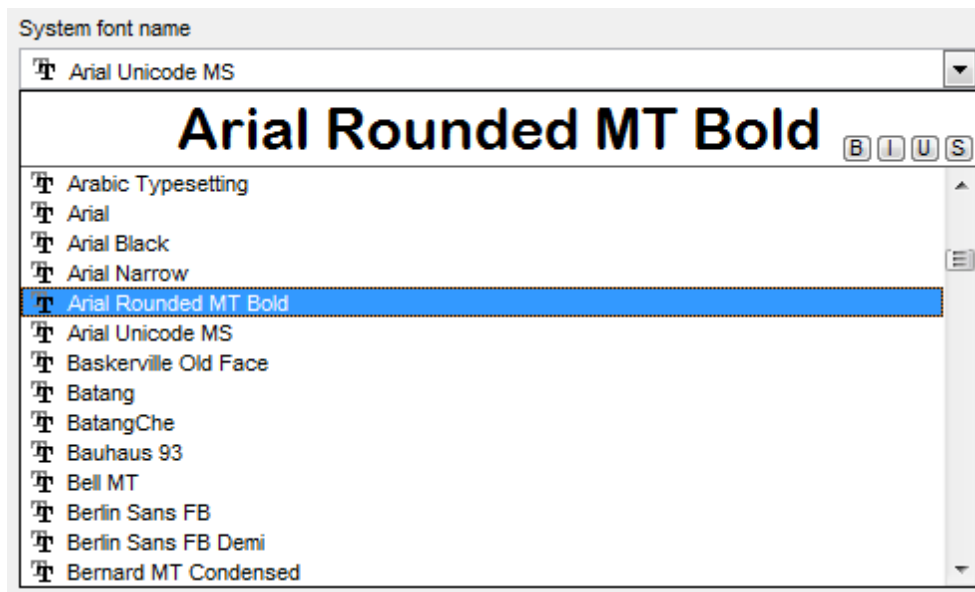 System font name
Arial Unicode MS
Arial Rounded MT Bold B I U S
Arabic Typesetting
Arial
Arial Black
Arial Narrow
Arial Rounded MT Bold
Arial Unicode MS
Baskerville Old Face
Batang
BatangChe
Bauhaus 93
Bell MT
Berlin Sans FB
Berlin Sans FB Demi
Bernard MT Condensed